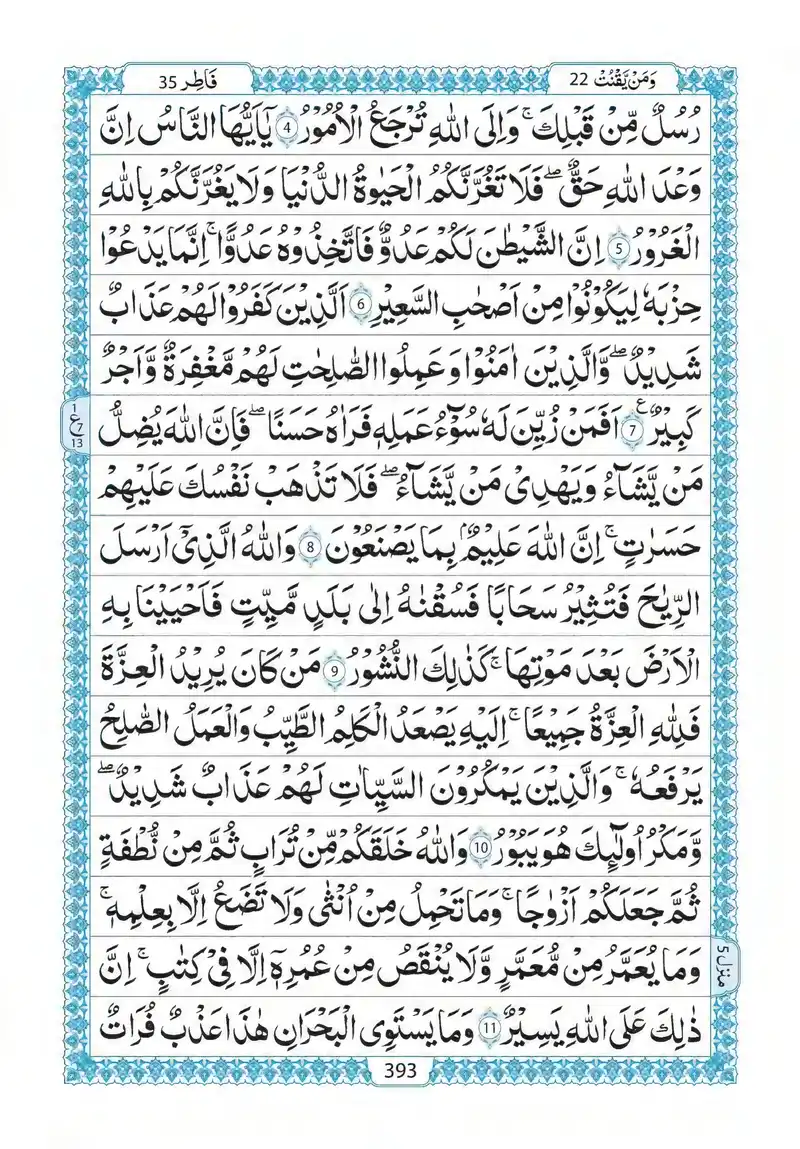 وَمَنْ يَّقْنُتْ 22
فَاطِر 35
رُسُلٌ مِّنْ قَبْلِكَ ؕ وَاِلَى اللّٰهِ تُرْجَعُ الْاُمُوْرُ 4 يٰۤاَيُّهَا النَّاسُ اِنَّ
وَعْدَ اللّٰهِ حَقٌّ ۖ فَلَا تَغُرَّنَّكُمُ الْحَيٰوةُ الدُّنْيَا وَلَا يَغُرَّنَّكُمْ بِاللّٰهِ
الْغَرُوْرُ 5 اِنَّ الشَّيْطٰنَ لَكُمْ عَدُوٌّ فَاتَّخِذُوْهُ عَدُوًّا ؕ اِنَّمَا يَدْعُوْا
حِزْبَهٗ لِيَكُوْنُوْا مِنْ اَصْحٰبِ السَّعِيْرِ 6 اَلَّذِيْنَ كَفَرُوْا لَهُمْ عَذَابٌ
شَدِيْدٌ ۖ وَّالَّذِيْنَ اٰمَنُوْا وَعَمِلُوا الصّٰلِحٰتِ لَهُمْ مَّغْفِرَةٌ وَّاَجْرٌ
كَبِيْرٌ 7 اَفَمَنْ زُيِّنَ لَهٗ سُوْٓءُ عَمَلِهٖ فَرَاٰهُ حَسَنًا ۖ فَاِنَّ اللّٰهَ يُضِلُّ
1 ع 7 13
مَنْ يَّشَآءُ وَيَهْدِىْ مَنْ يَّشَآءُ ۖ فَلَا تَذْهَبْ نَفْسُكَ عَلَيْهِمْ
حَسَرٰتٍ ؕ اِنَّ اللّٰهَ عَلِيْمٌۢ بِمَا يَصْنَعُوْنَ 8 وَاللّٰهُ الَّذِىْٓ اَرْسَلَ
الرِّيٰحَ فَتُثِيْرُ سَحَابًا فَسُقْنٰهُ اِلٰى بَلَدٍ مَّيِّتٍ فَاَحْيَيْنَا بِهِ
الْاَرْضَ بَعْدَ مَوْتِهَا ؕ كَذٰلِكَ النُّشُوْرُ 9 مَنْ كَانَ يُرِيْدُ الْعِزَّةَ
فَلِلّٰهِ الْعِزَّةُ جَمِيْعًا ؕ اِلَيْهِ يَصْعَدُ الْكَلِمُ الطَّيِّبُ وَالْعَمَلُ الصّٰلِحُ
يَرْفَعُهٗ ؕ وَالَّذِيْنَ يَمْكُرُوْنَ السَّيِّاٰتِ لَهُمْ عَذَابٌ شَدِيْدٌ ۖ
وَّمَكْرُ اُولٰٓئِكَ هُوَ يَبُوْرُ 10 وَاللّٰهُ خَلَقَكُمْ مِّنْ تُرَابٍ ثُمَّ مِنْ نُّطْفَةٍ
ثُمَّ جَعَلَكُمْ اَزْوَاجًا ؕ وَمَا تَحْمِلُ مِنْ اُنْثٰى وَلَا تَضَعُ اِلَّا بِعِلْمِهٖ ؕ
وَمَا يُعَمَّرُ مِنْ مُّعَمَّرٍ وَّلَا يُنْقَصُ مِنْ عُمُرِهٖٓ اِلَّا فِىْ كِتٰبٍ ؕ اِنَّ
منزل 5
ذٰلِكَ عَلَى اللّٰهِ يَسِيْرٌ 11 وَمَا يَسْتَوِى الْبَحْرٰنِ هٰذَا عَذْبٌ فُرَاتٌ
393